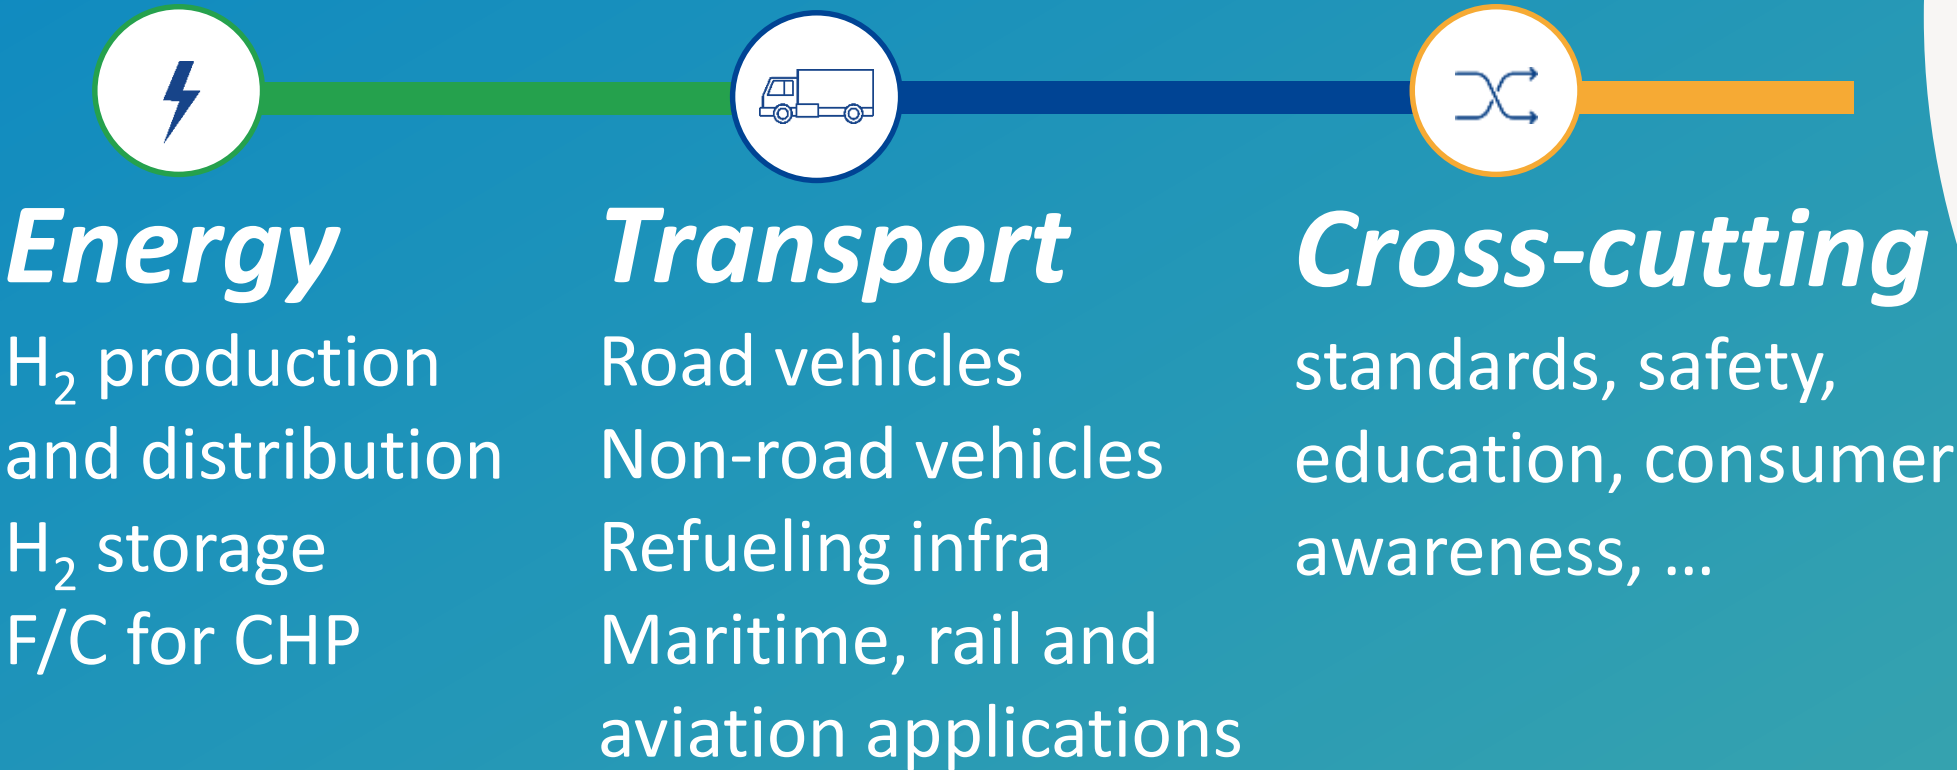 Energy
H₂ production
and distribution
H₂ storage
F/C for CHP
Transport
Road vehicles
Non-road vehicles
Refueling infra
Maritime, rail and
aviation applications
Cross-cutting
standards, safety,
education, consumer
awareness, ...